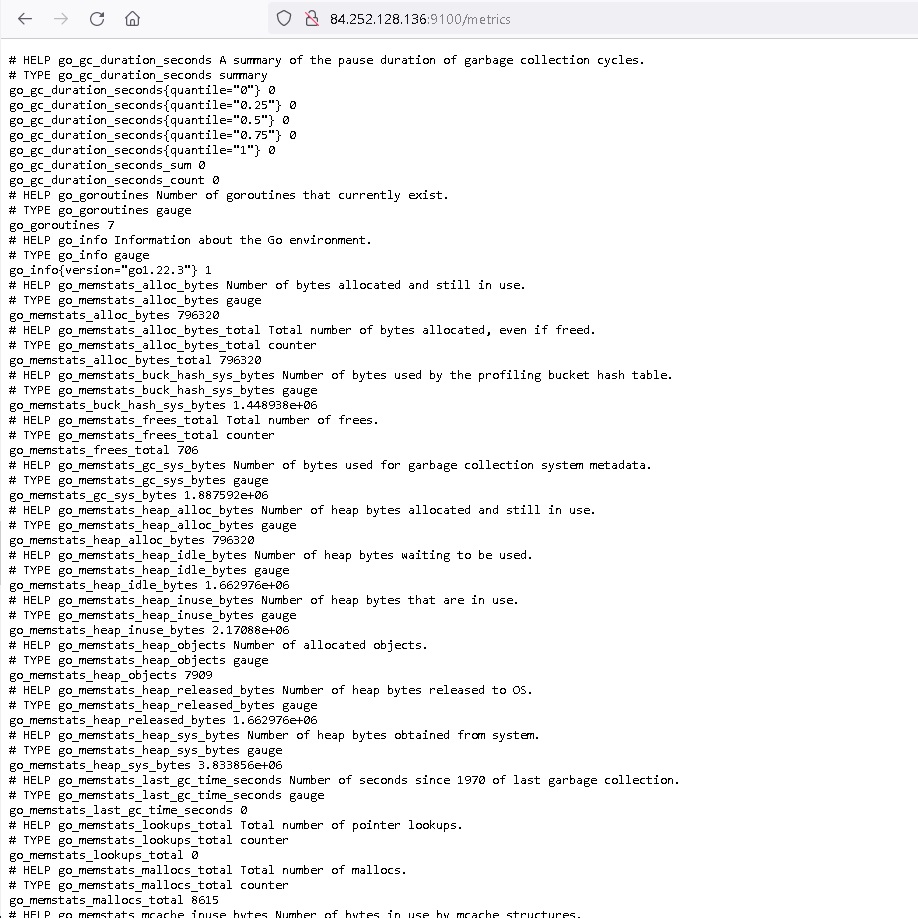 84.252.128.136:9100/metrics
# HELP go_gc_duration_seconds A summary of the pause duration of garbage collection cycles.
# TYPE go_gc_duration_seconds summary
go_gc_duration_seconds{quantile="0"} 0
go_gc_duration_seconds{quantile="0.25"} 0
go_gc_duration_seconds{quantile="0.5"} 0
go_gc_duration_seconds{quantile="0.75"} 0
go_gc_duration_seconds{quantile="1"} 0
go_gc_duration_seconds_sum 0
go_gc_duration_seconds_count 0
# HELP go_goroutines Number of goroutines that currently exist.
# TYPE go_goroutines gauge
go_goroutines 7
# HELP go_info Information about the Go environment.
# TYPE go_info gauge
go_info{version="go1.22.3"} 1
# HELP go_memstats_alloc_bytes Number of bytes allocated and still in use.
# TYPE go_memstats_alloc_bytes gauge
go_memstats_alloc_bytes 796320
# HELP go_memstats_alloc_bytes_total Total number of bytes allocated, even if freed.
# TYPE go_memstats_alloc_bytes_total counter
go_memstats_alloc_bytes_total 796320
# HELP go_memstats_buck_hash_sys_bytes Number of bytes used by the profiling bucket hash table.
# TYPE go_memstats_buck_hash_sys_bytes gauge
go_memstats_buck_hash_sys_bytes 1.448938e+06
# HELP go_memstats_frees_total Total number of frees.
# TYPE go_memstats_frees_total counter
go_memstats_frees_total 706
# HELP go_memstats_gc_sys_bytes Number of bytes used for garbage collection system metadata.
# TYPE go_memstats_gc_sys_bytes gauge
go_memstats_gc_sys_bytes 1.887592e+06
# HELP go_memstats_heap_alloc_bytes Number of heap bytes allocated and still in use.
# TYPE go_memstats_heap_alloc_bytes gauge
go_memstats_heap_alloc_bytes 796320
# HELP go_memstats_heap_idle_bytes Number of heap bytes waiting to be used.
# TYPE go_memstats_heap_idle_bytes gauge
go_memstats_heap_idle_bytes 1.662976e+06
# HELP go_memstats_heap_inuse_bytes Number of heap bytes that are in use.
# TYPE go_memstats_heap_inuse_bytes gauge
go_memstats_heap_inuse_bytes 2.17088e+06
# HELP go_memstats_heap_objects Number of allocated objects.
# TYPE go_memstats_heap_objects gauge
go_memstats_heap_objects 7909
# HELP go_memstats_heap_released_bytes Number of heap bytes released to OS.
# TYPE go_memstats_heap_released_bytes gauge
go_memstats_heap_released_bytes 1.662976e+06
# HELP go_memstats_heap_sys_bytes Number of heap bytes obtained from system.
# TYPE go_memstats_heap_sys_bytes gauge
go_memstats_heap_sys_bytes 3.833856e+06
# HELP go_memstats_last_gc_time_seconds Number of seconds since 1970 of last garbage collection.
# TYPE go_memstats_last_gc_time_seconds gauge
go_memstats_last_gc_time_seconds 0
# HELP go_memstats_lookups_total Total number of pointer lookups.
# TYPE go_memstats_lookups_total counter
go_memstats_lookups_total 0
# HELP go_memstats_mallocs_total Total number of mallocs.
# TYPE go_memstats_mallocs_total counter
go_memstats_mallocs_total 8615
# HELP go_memstats_mcache_inuse_bytes Number of bytes in use by mcache structures.